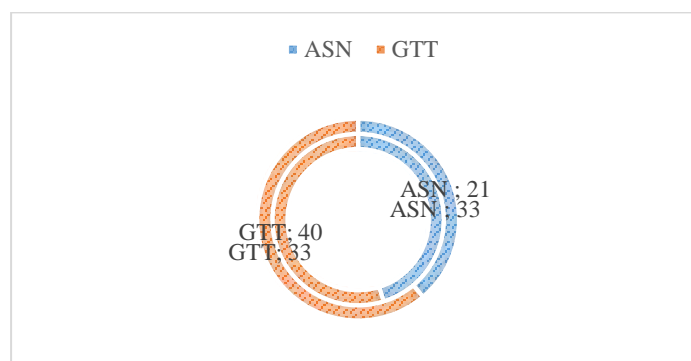 ASN GTT
ASN ; 21
ASN ; 33
GTT; 40
GTT; 33